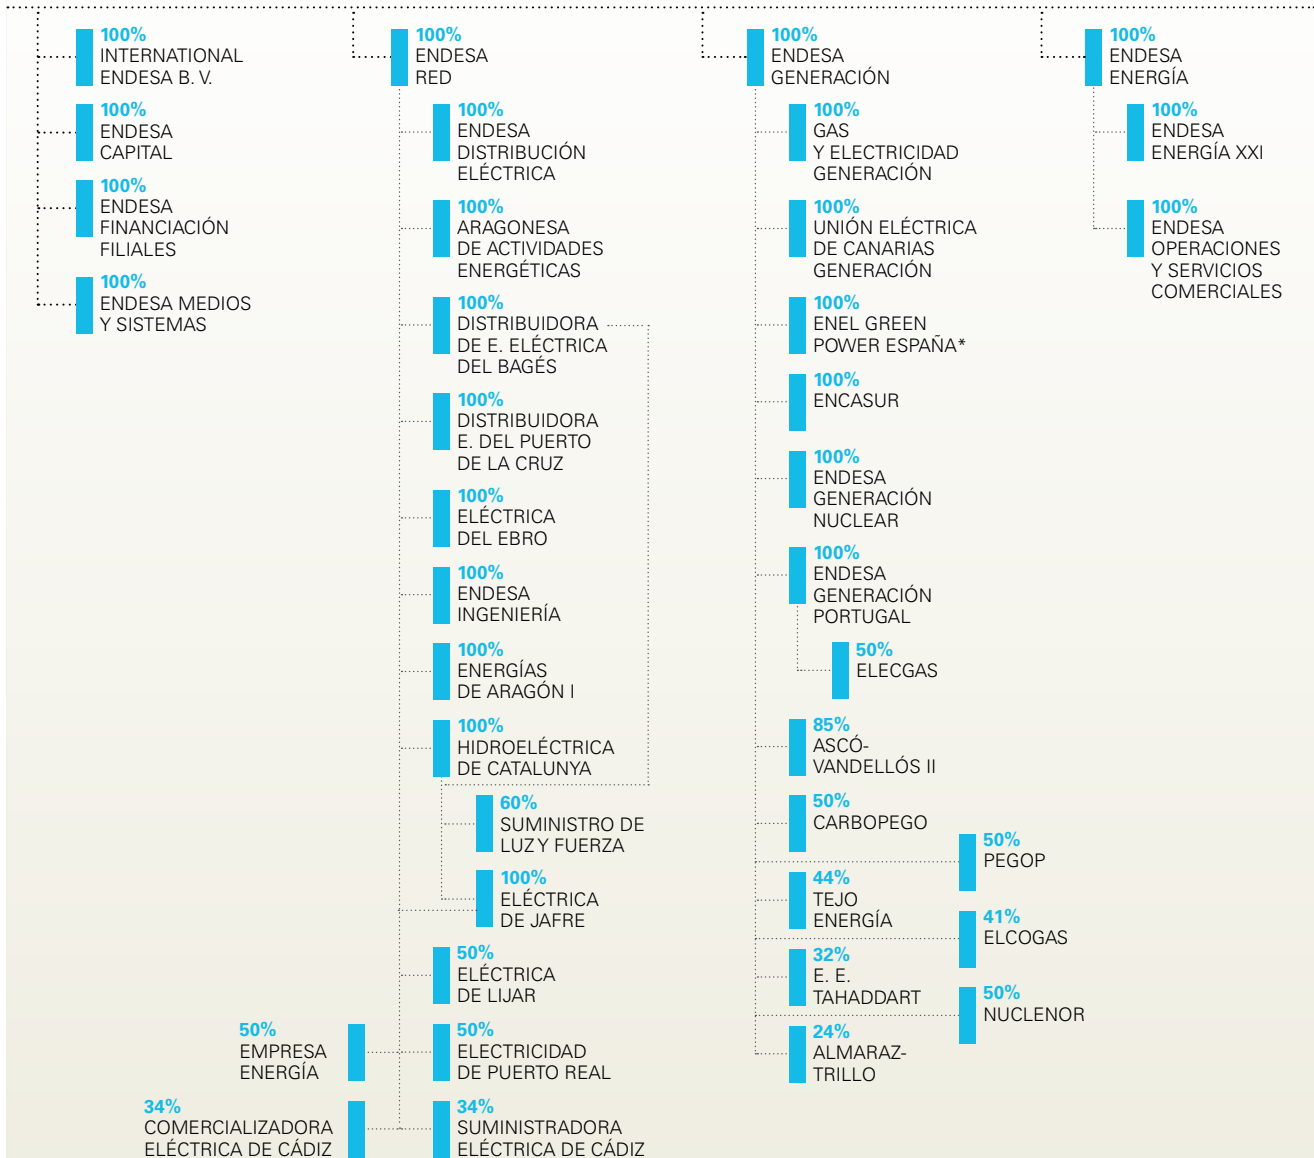 100%
INTERNATIONAL
ENDESA B. V.
100%
ENDESA
CAPITAL
100%
ENDESA
FINANCIACIÓN
FILIALES
100%
ENDESA MEDIOS
Y SISTEMAS
100%
ENDESA
RED
100%
ENDESA
DISTRIBUCIÓN
ELÉCTRICA
100%
ARAGONESA
DE ACTIVIDADES
ENERGÉTICAS
100%
DISTRIBUIDORA
DE E. ELÉCTRICA
DEL BAGÉS
100%
DISTRIBUIDORA
E. DEL PUERTO
DE LA CRUZ
100%
ELÉCTRICA
DEL EBRO
100%
ENDESA
INGENIERÍA
100%
ENERGÍAS
DE ARAGÓN I
100%
HIDROELÉCTRICA
DE CATALUNYA
60%
SUMINISTRO DE
LUZ Y FUERZA
100%
ELÉCTRICA
DE JAFRE
50%
ELÉCTRICA
DE LIJAR
50%
EMPRESA
ENERGÍA
50%
ELECTRICIDAD
DE PUERTO REAL
34%
COMERCIALIZADORA
ELÉCTRICA DE CÁDIZ
34%
SUMINISTRADORA
ELÉCTRICA DE CÁDIZ
100%
ENDESA
GENERACIÓN
100%
GAS
Y ELECTRICIDAD
GENERACIÓN
100%
UNIÓN ELÉCTRICA
DE CANARIAS
GENERACIÓN
100%
ENEL GREEN
POWER ESPAÑA*
100%
ENCASUR
100%
ENDESA
GENERACIÓN
NUCLEAR
100%
ENDESA
GENERACIÓN
PORTUGAL
50%
ELECGAS
85%
ASCÓ-
VANDELLÓS II
50%
CARBOPEGO
50%
PEGOP
44%
TEJO
ENERGÍA
41%
ELCOGAS
32%
E. E.
TAHADDART
50%
NUCLENOR
24%
ALMARAZ-
TRILLO
100%
ENDESA
ENERGÍA
100%
ENDESA
ENERGÍA XXI
100%
ENDESA
OPERACIONES
Y SERVICIOS
COMERCIALES